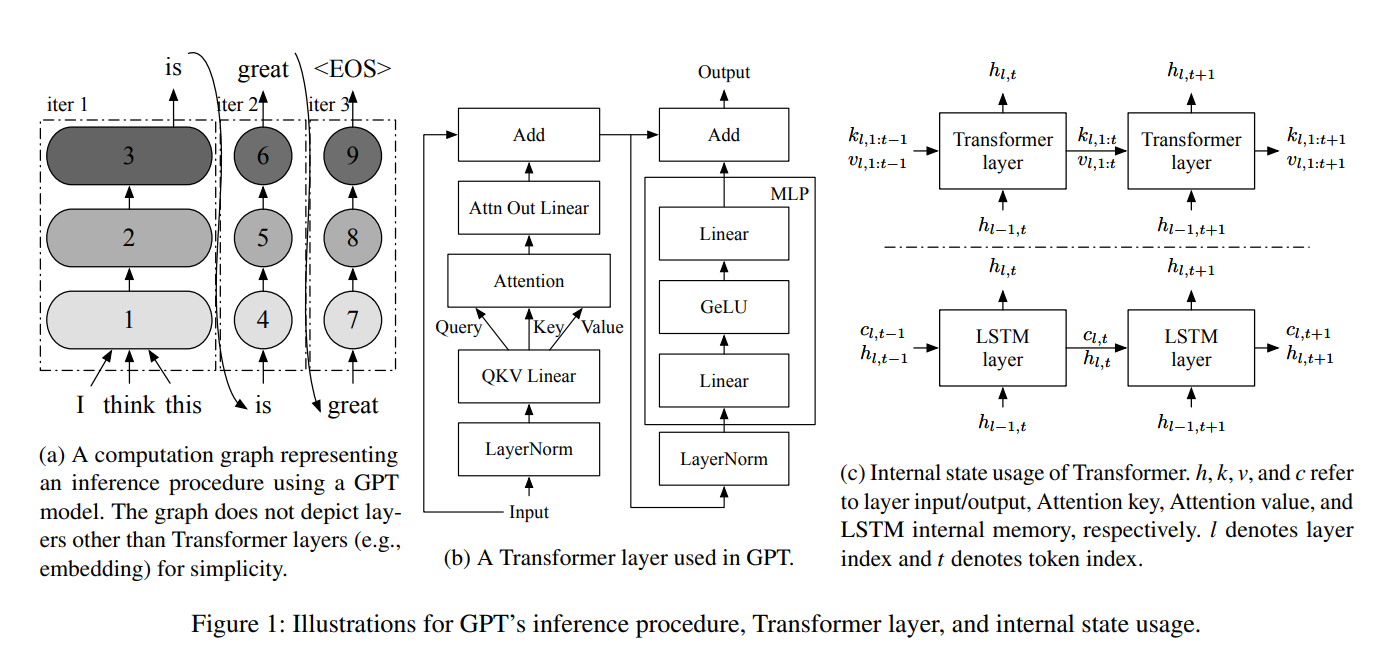 is great <EOS>
iter 1 iter 2 iter 3
3 6 9
2 5 8
1 4 7
I think this is great
(a) A computation graph representing
an inference procedure using a GPT
model. The graph does not depict lay-
ers other than Transformer layers (e.g.,
embedding) for simplicity.
Output
Add Add
MLP
Attn Out Linear
Linear
Attention
GeLU
Query Key Value
QKV Linear
Linear
LayerNorm
LayerNorm
Input
(b) A Transformer layer used in GPT.
h_{l,t} h_{l,t+1}
k_{l,1:t−1} Transformer k_{l,1:t} Transformer k_{l,1:t+1}
v_{l,1:t−1} layer v_{l,1:t} layer v_{l,1:t+1}
h_{l−1,t} h_{l−1,t+1}
h_{l,t} h_{l,t+1}
c_{l,t−1} LSTM c_{l,t} LSTM c_{l,t+1}
h_{l,t−1} layer h_{l,t} layer h_{l,t+1}
h_{l−1,t} h_{l−1,t+1}
(c) Internal state usage of Transformer. h, k, v, and c refer
to layer input/output, Attention key, Attention value, and
LSTM internal memory, respectively. l denotes layer
index and t denotes token index.
Figure 1: Illustrations for GPT’s inference procedure, Transformer layer, and internal state usage.